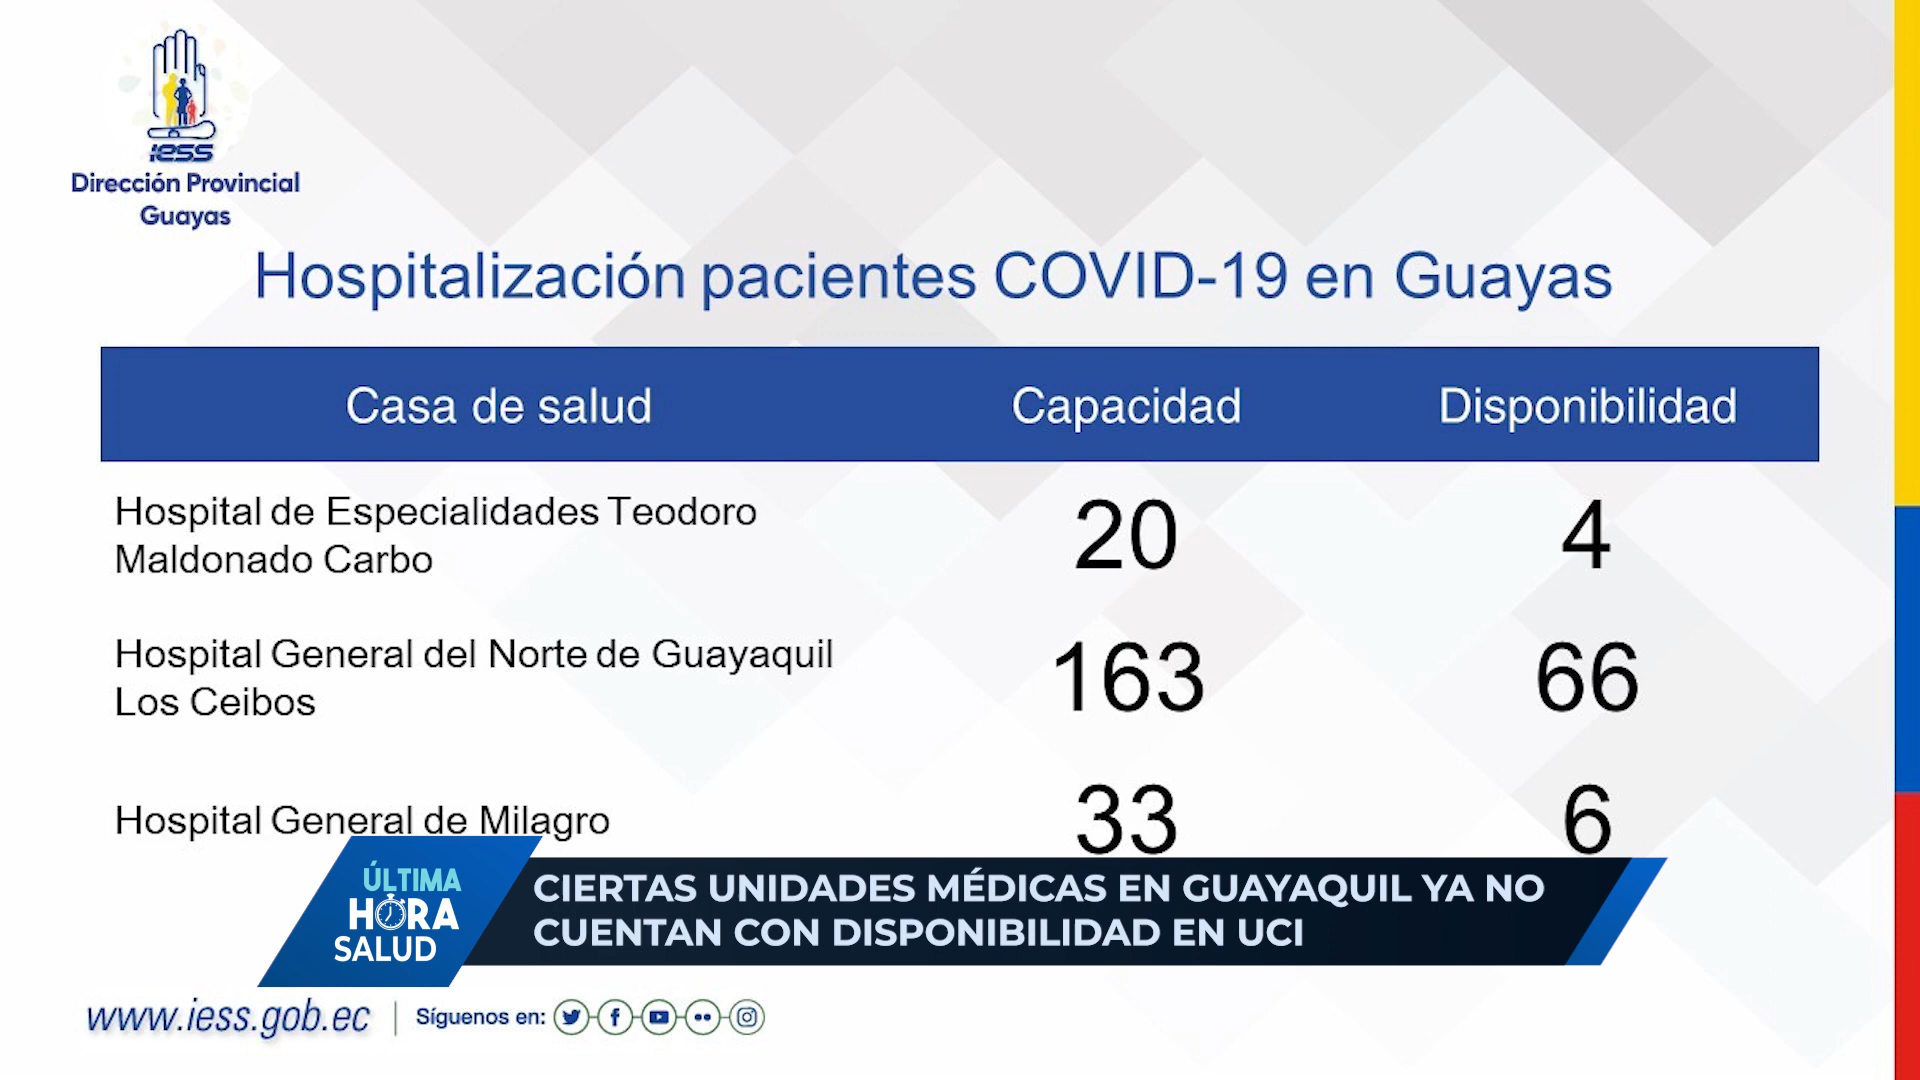 iess
Dirección Provincial
Guayas
Hospitalización pacientes COVID-19 en Guayas
Casa de salud Capacidad Disponibilidad
Hospital de Especialidades Teodoro
Maldonado Carbo
20 4
Hospital General del Norte de Guayaquil
Los Ceibos
163 66
Hospital General de Milagro 33 6
ÚLTIMA
HORA
SALUD
CIERTAS UNIDADES MÉDICAS EN GUAYAQUIL YA NO
CUENTAN CON DISPONIBILIDAD EN UCI
www.iess.gob.ec Síguenos en: